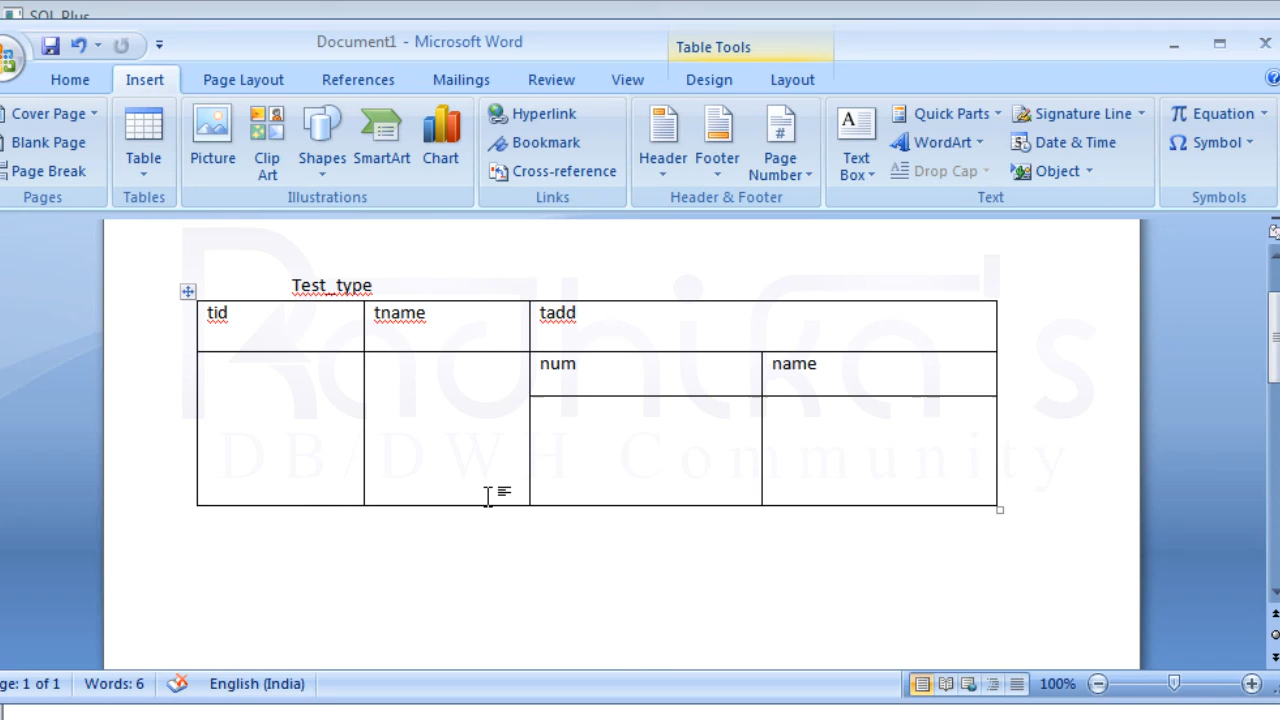 SQL Plus
Document1 - Microsoft Word
Table Tools
Home Insert Page Layout References Mailings Review View Design Layout
Cover Page
Blank Page
Page Break
Pages
Table
Tables
Picture
Clip Art
Shapes
SmartArt
Chart
Illustrations
Hyperlink
Bookmark
Cross-reference
Links
Header
Footer
Page Number
Header & Footer
Text Box
Quick Parts
WordArt
Drop Cap
Signature Line
Date & Time
Object
Text
Equation
Symbol
Symbols
Test_type
tid tname tadd
num name
Radhika's
DB/DWH Community
ge: 1 of 1 Words: 6 English (India) 100%